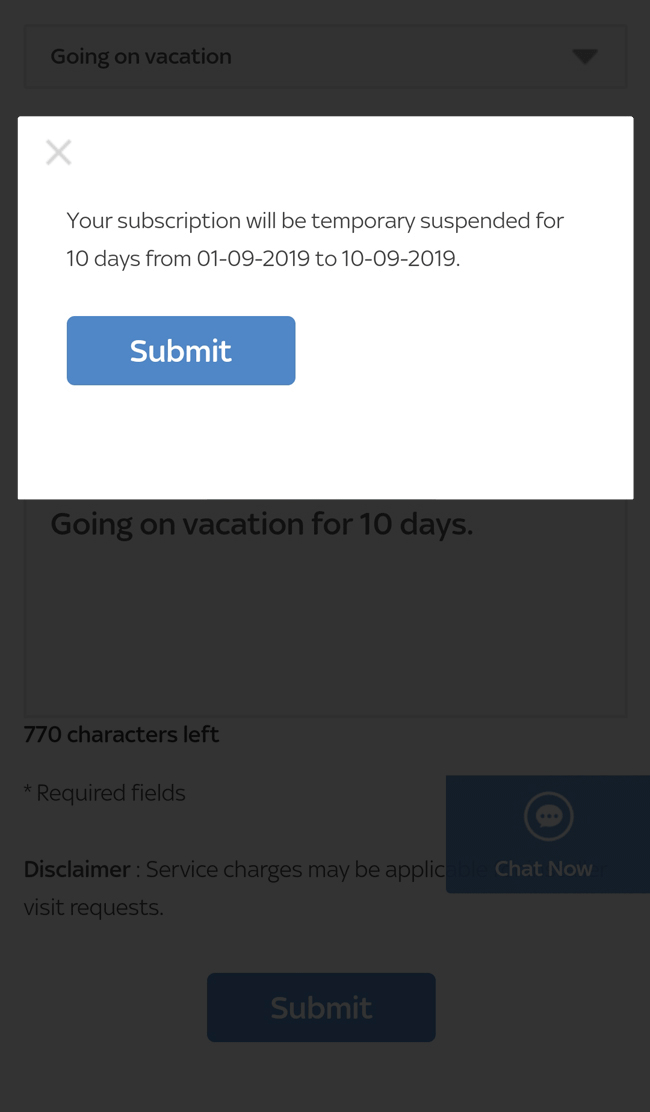 Going on vacation
Your subscription will be temporary suspended for
10 days from 01-09-2019 to 10-09-2019.
Submit
Going on vacation for 10 days.
770 characters left
* Required fields
Disclaimer : Service charges may be applicable
Chat Now
visit requests.
Submit